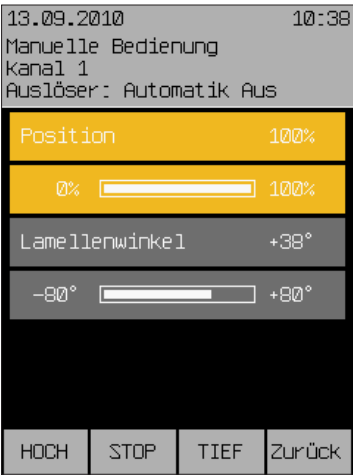 13.09.2010 10:38
Manuelle Bedienung
Kanal 1
Auslöser: Automatik Aus
Position 100%
0% 100%
Lamellenwinkel +38°
-80° +80°
HOCH STOP TIEF Zurück